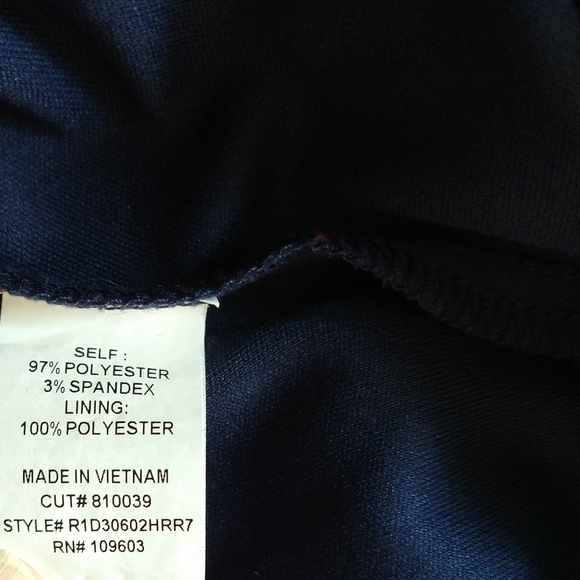 SELF :
97% POLYESTER
3% SPANDEX
LINING:
100% POLYESTER
MADE IN VIETNAM
CUT# 810039
STYLE# R1D30602HRR7
RN# 109603